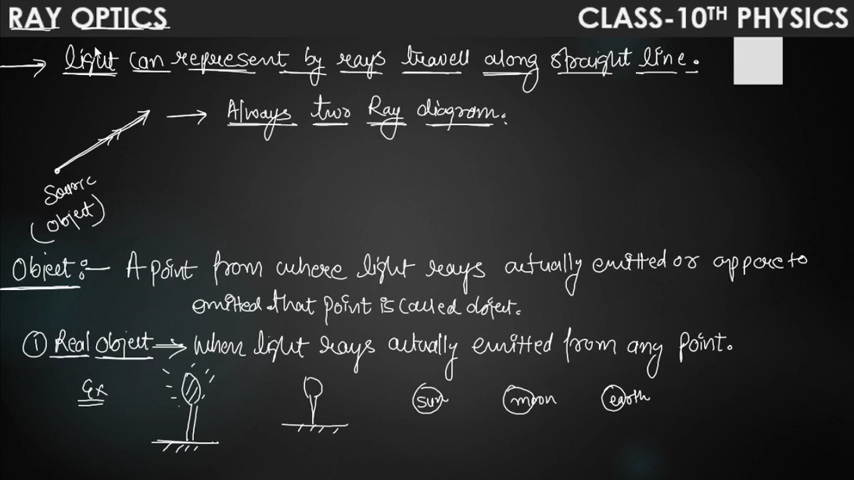 RAY OPTICS CLASS-10TH PHYSICS
→ light can represent by rays travell along straight line.
→ Always two Ray diagram.
Source
(object)
Object:- A point from where light rays actually emitted or appore to
emitted that point is called object.
① Real object → When light rays actually emitted from any point.
Ex sun moon earth